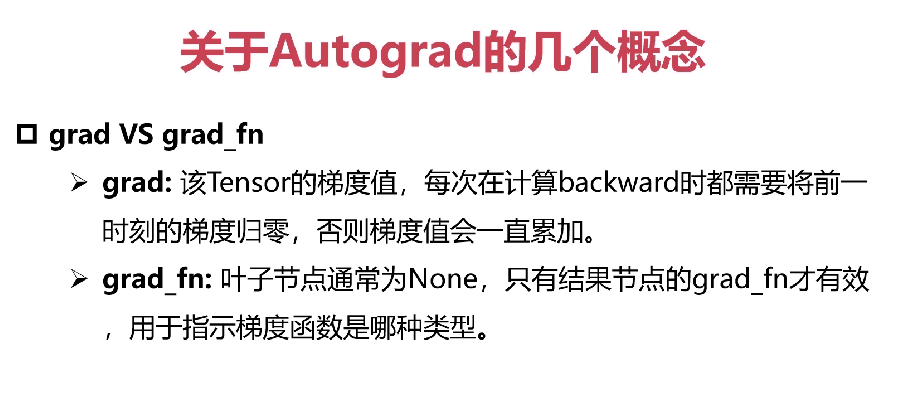 关于Autograd的几个概念
grad VS grad_fn
grad: 该Tensor的梯度值，每次在计算backward时都需要将前一
时刻的梯度归零，否则梯度值会一直累加。
grad_fn: 叶子节点通常为None，只有结果节点的grad_fn才有效
，用于指示梯度函数是哪种类型。